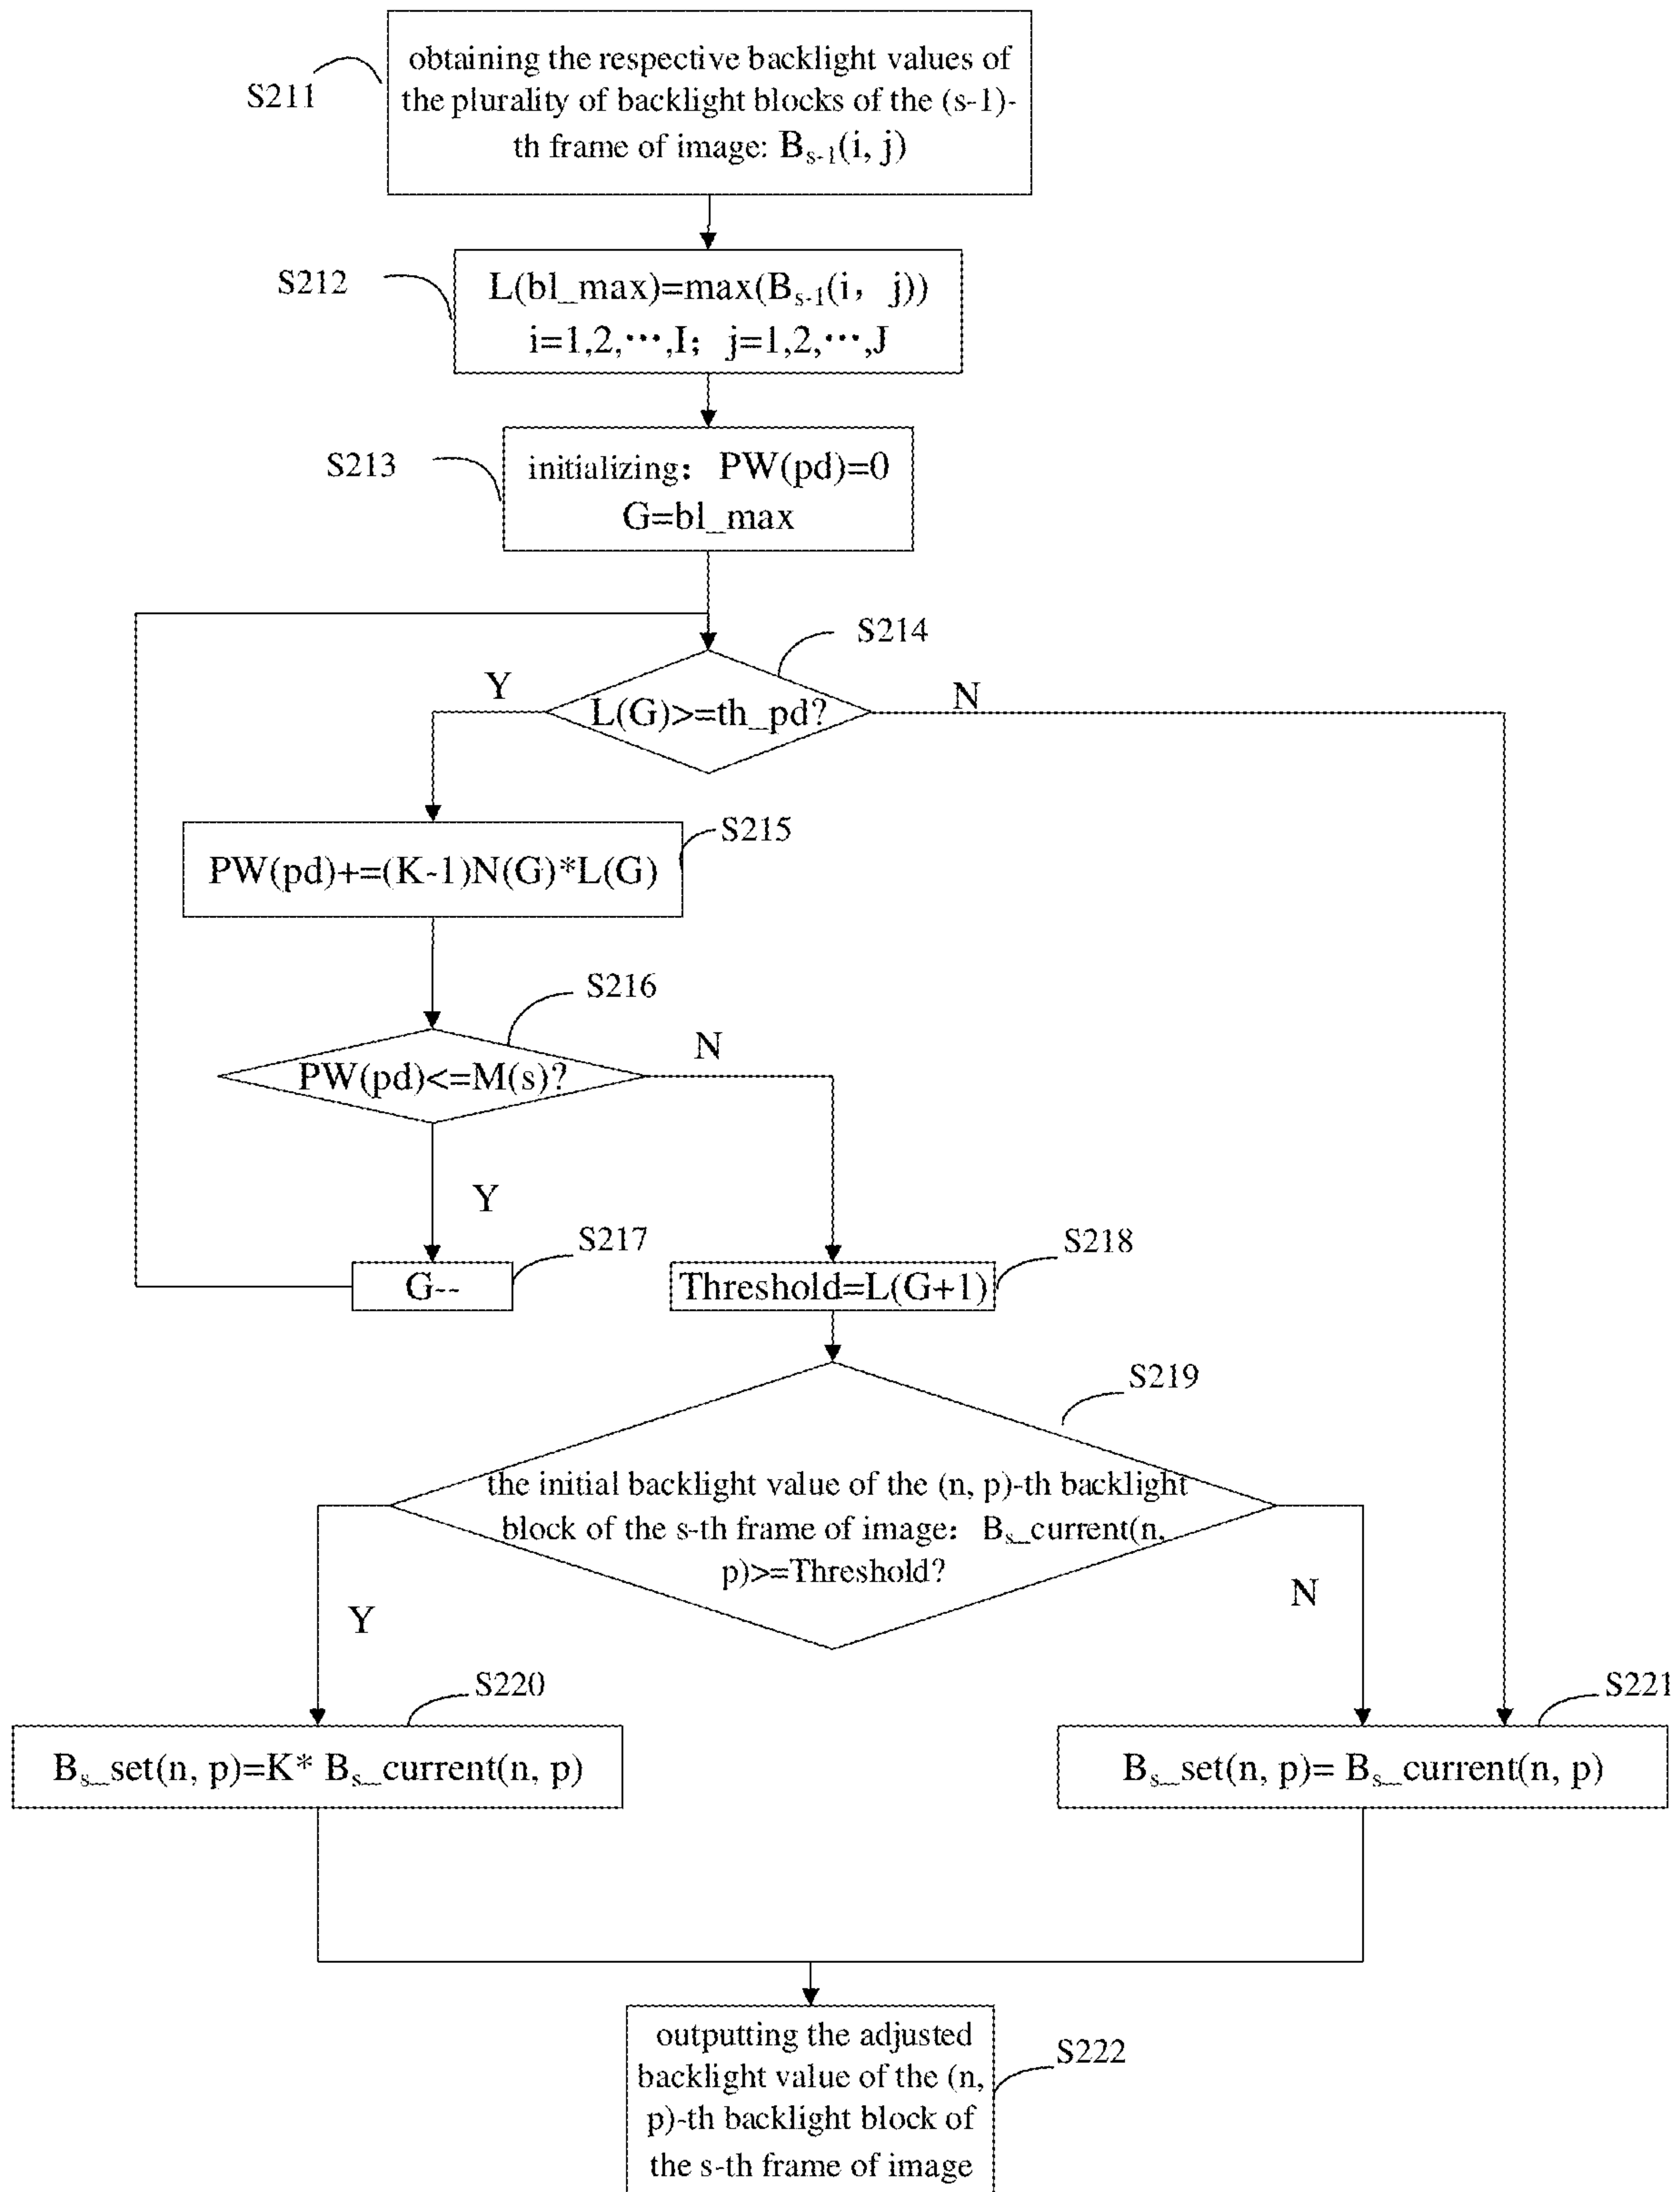 S211
obtaining the respective backlight values of
the plurality of backlight blocks of the (s-1)-
th frame of image: Bs-1(i, j)
S212
L(bl_max)=max(Bs-1(i, j))
i=1,2,⋯,I; j=1,2,⋯,J
S213
initializing: PW(pd)=0
G=bl_max
S214
Y
N
L(G)>=th_pd?
S215
PW(pd)+=(K-1)N(G)*L(G)
S216
N
PW(pd)<=M(s)?
Y
S217
S218
G--
Threshold=L(G+1)
S219
the initial backlight value of the (n, p)-th backlight
block of the s-th frame of image: Bs_current(n,
p)>=Threshold?
Y
N
S220
S221
Bs_set(n, p)=K* Bs_current(n, p)
Bs_set(n, p)= Bs_current(n, p)
outputting the adjusted
S222
backlight value of the (n,
p)-th backlight block of
the s-th frame of image